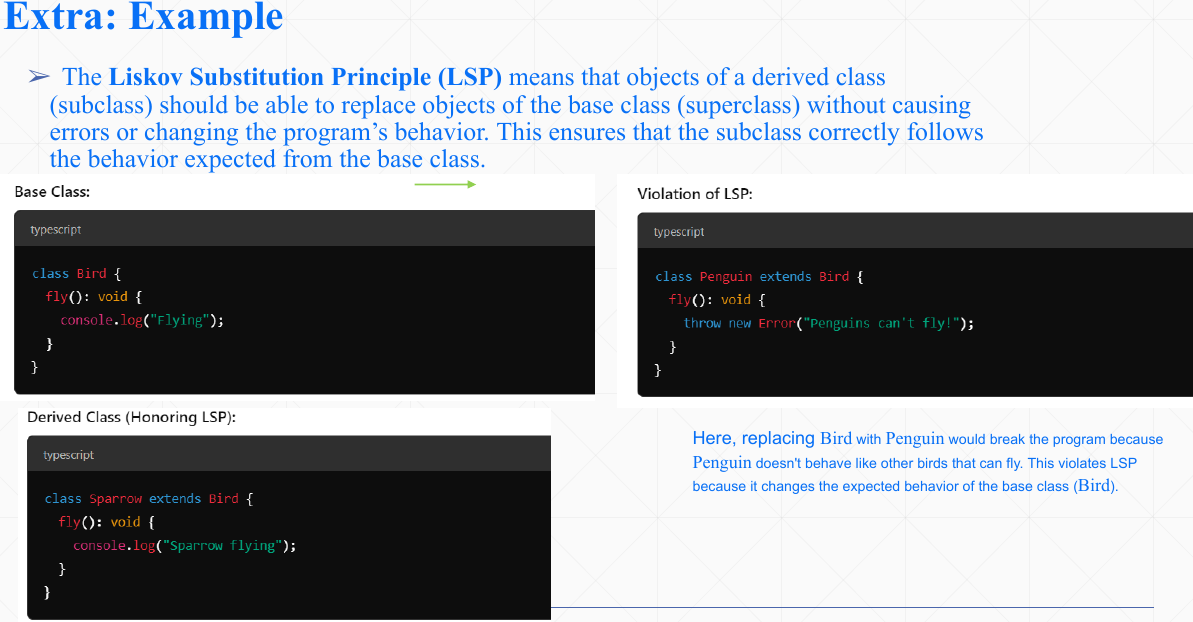 Extra: Example
➢ The Liskov Substitution Principle (LSP) means that objects of a derived class
(subclass) should be able to replace objects of the base class (superclass) without causing
errors or changing the program’s behavior. This ensures that the subclass correctly follows
the behavior expected from the base class.
Base Class:
typescript
class Bird {
fly(): void {
console.log("Flying");
}
}
Derived Class (Honoring LSP):
typescript
class Sparrow extends Bird {
fly(): void {
console.log("Sparrow flying");
}
}
Violation of LSP:
typescript
class Penguin extends Bird {
fly(): void {
throw new Error("Penguins can't fly!");
}
}
Here, replacing Bird with Penguin would break the program because
Penguin doesn't behave like other birds that can fly. This violates LSP
because it changes the expected behavior of the base class (Bird).